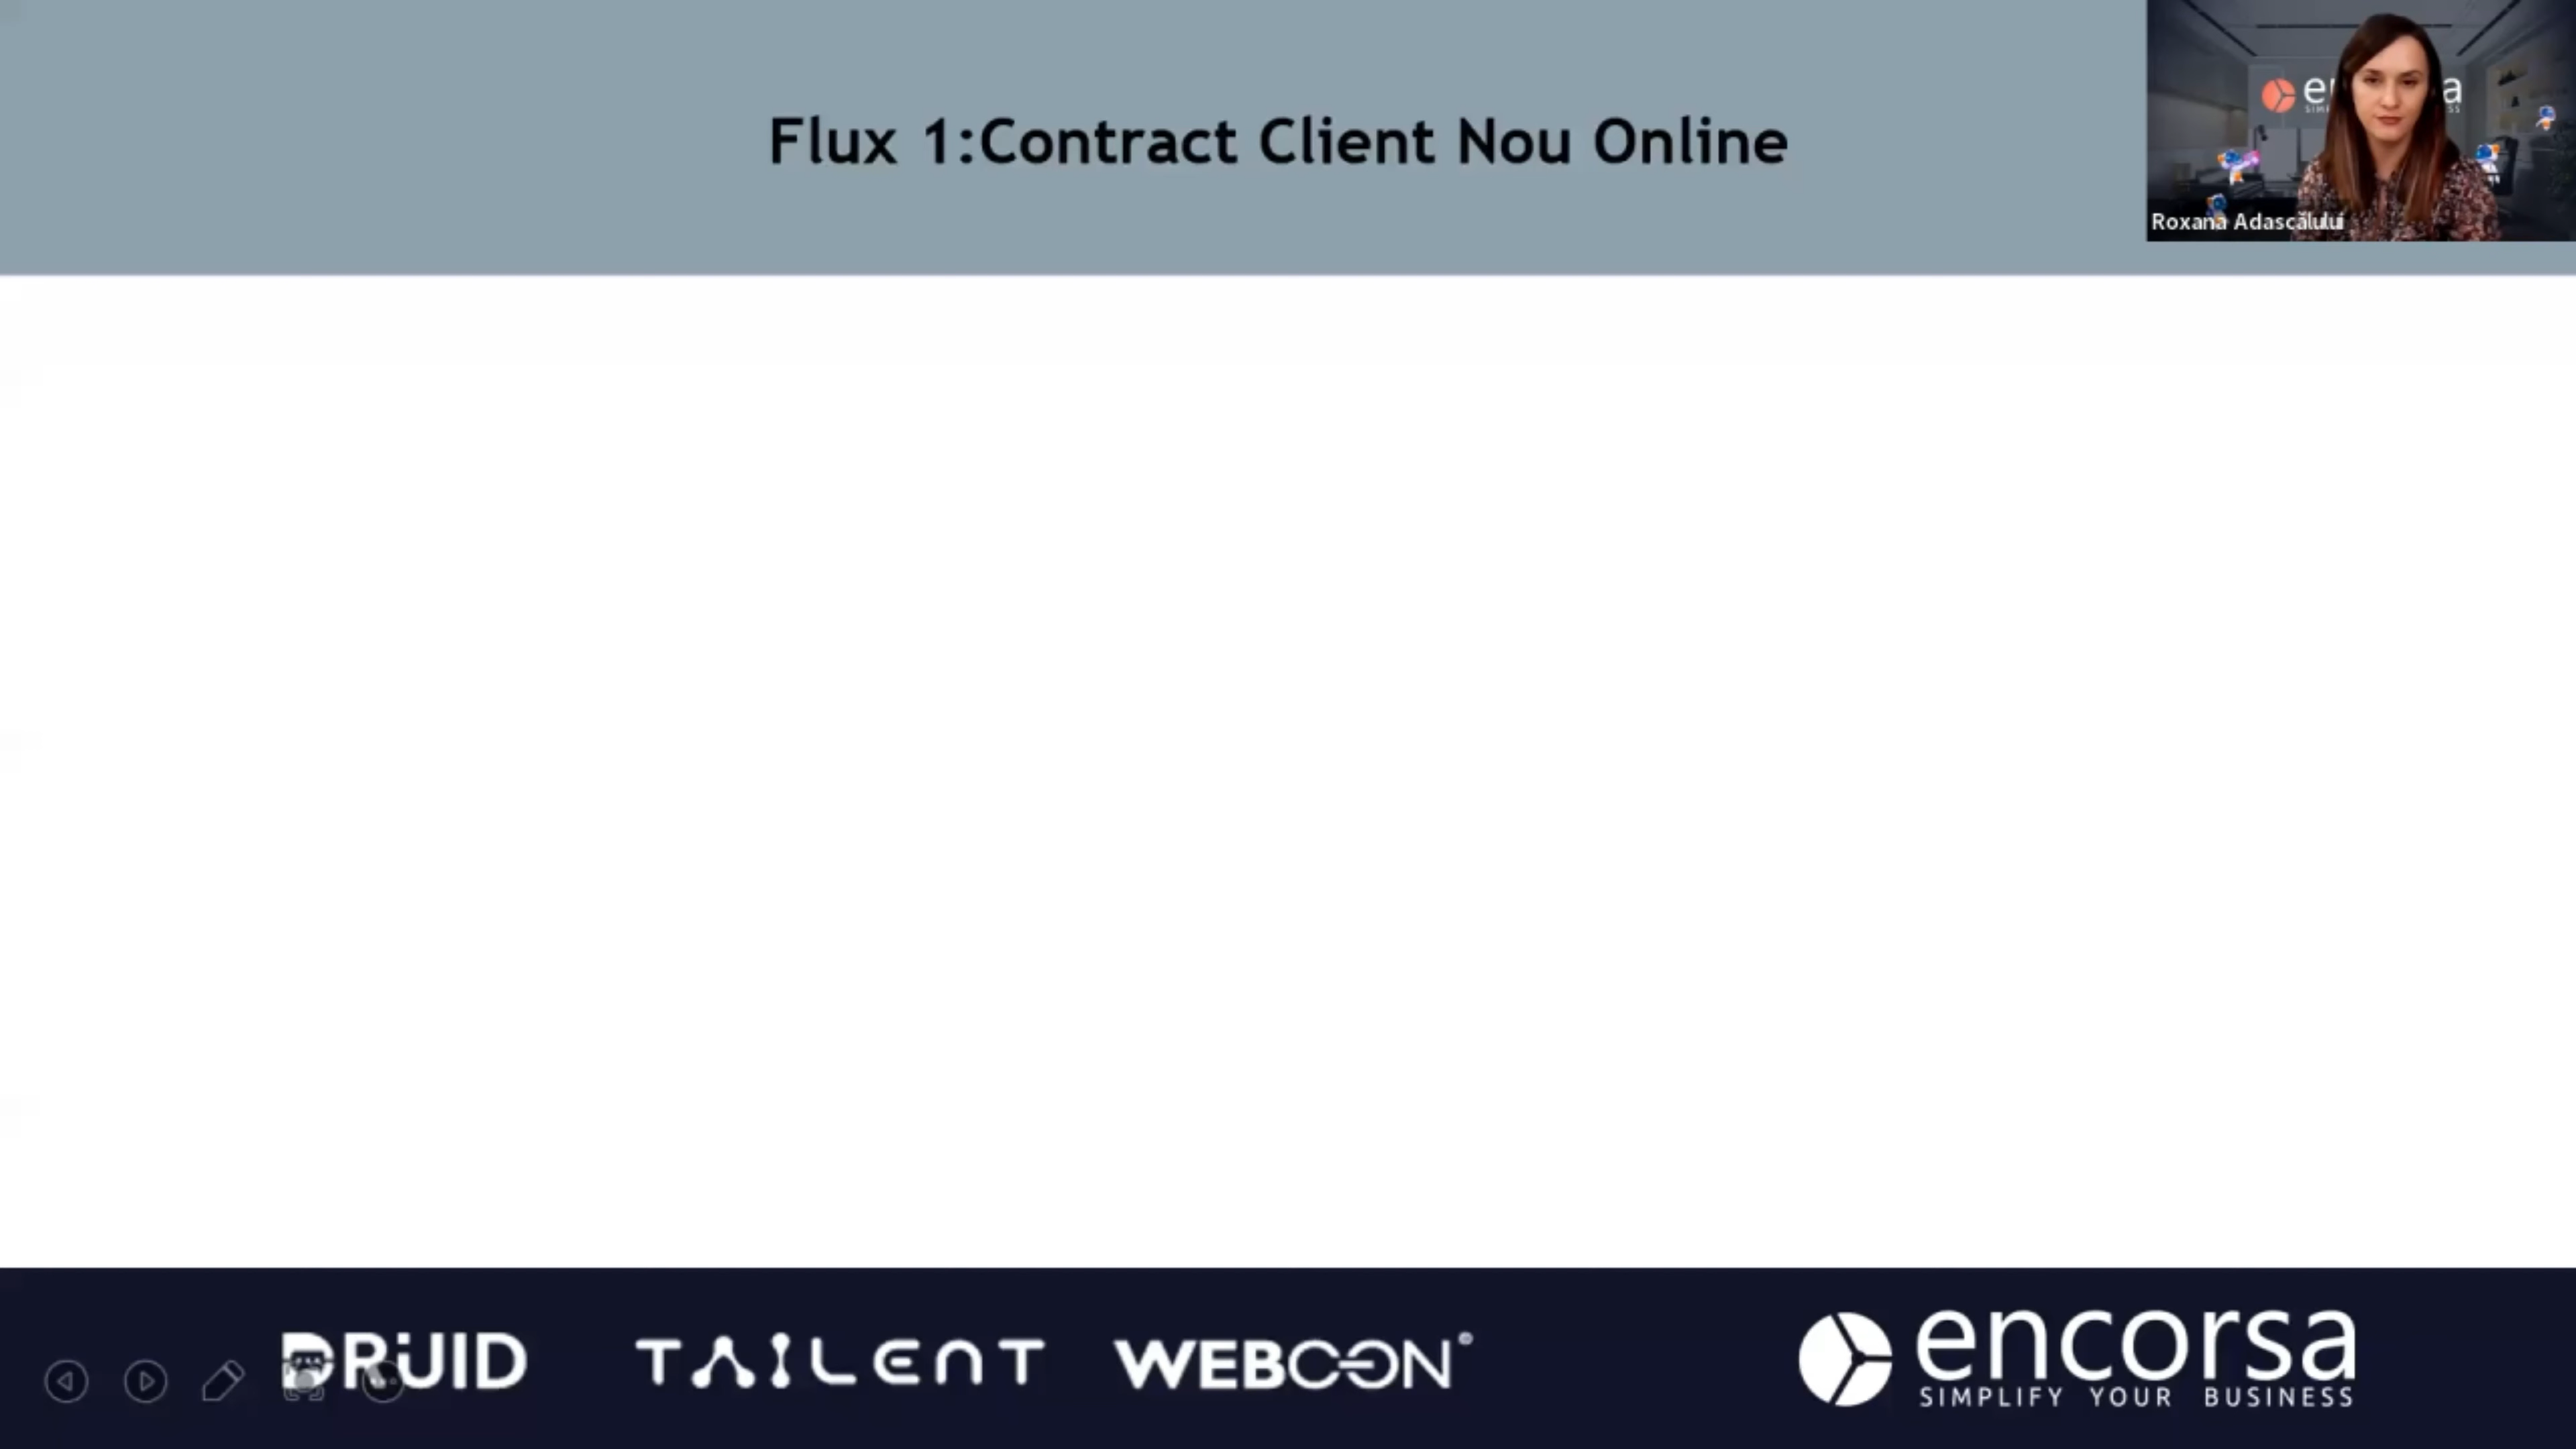 Flux 1:Contract Client Nou Online
Roxana Adascălului
DRUID
TAILENT
WEBCON®
encorsa
SIMPLIFY YOUR BUSINESS